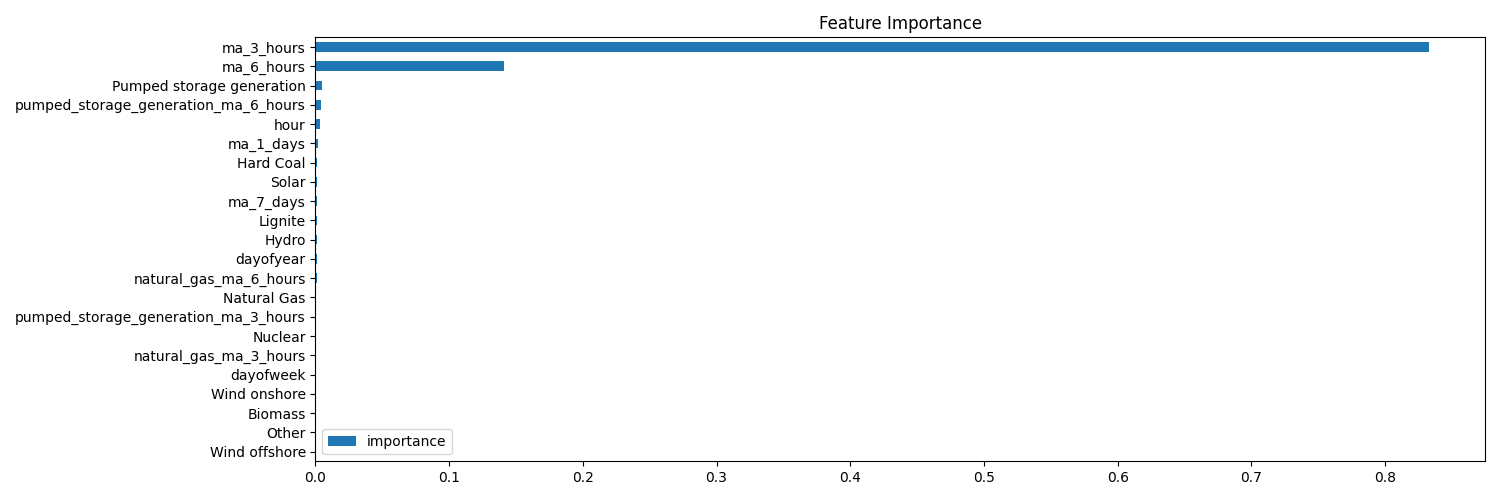 Feature Importance
ma_3_hours
ma_6_hours
Pumped storage generation
pumped_storage_generation_ma_6_hours
hour
ma_1_days
Hard Coal
Solar
ma_7_days
Lignite
Hydro
dayofyear
natural_gas_ma_6_hours
Natural Gas
pumped_storage_generation_ma_3_hours
Nuclear
natural_gas_ma_3_hours
dayofweek
Wind onshore
Biomass
Other
Wind offshore
importance
0.0 0.1 0.2 0.3 0.4 0.5 0.6 0.7 0.8